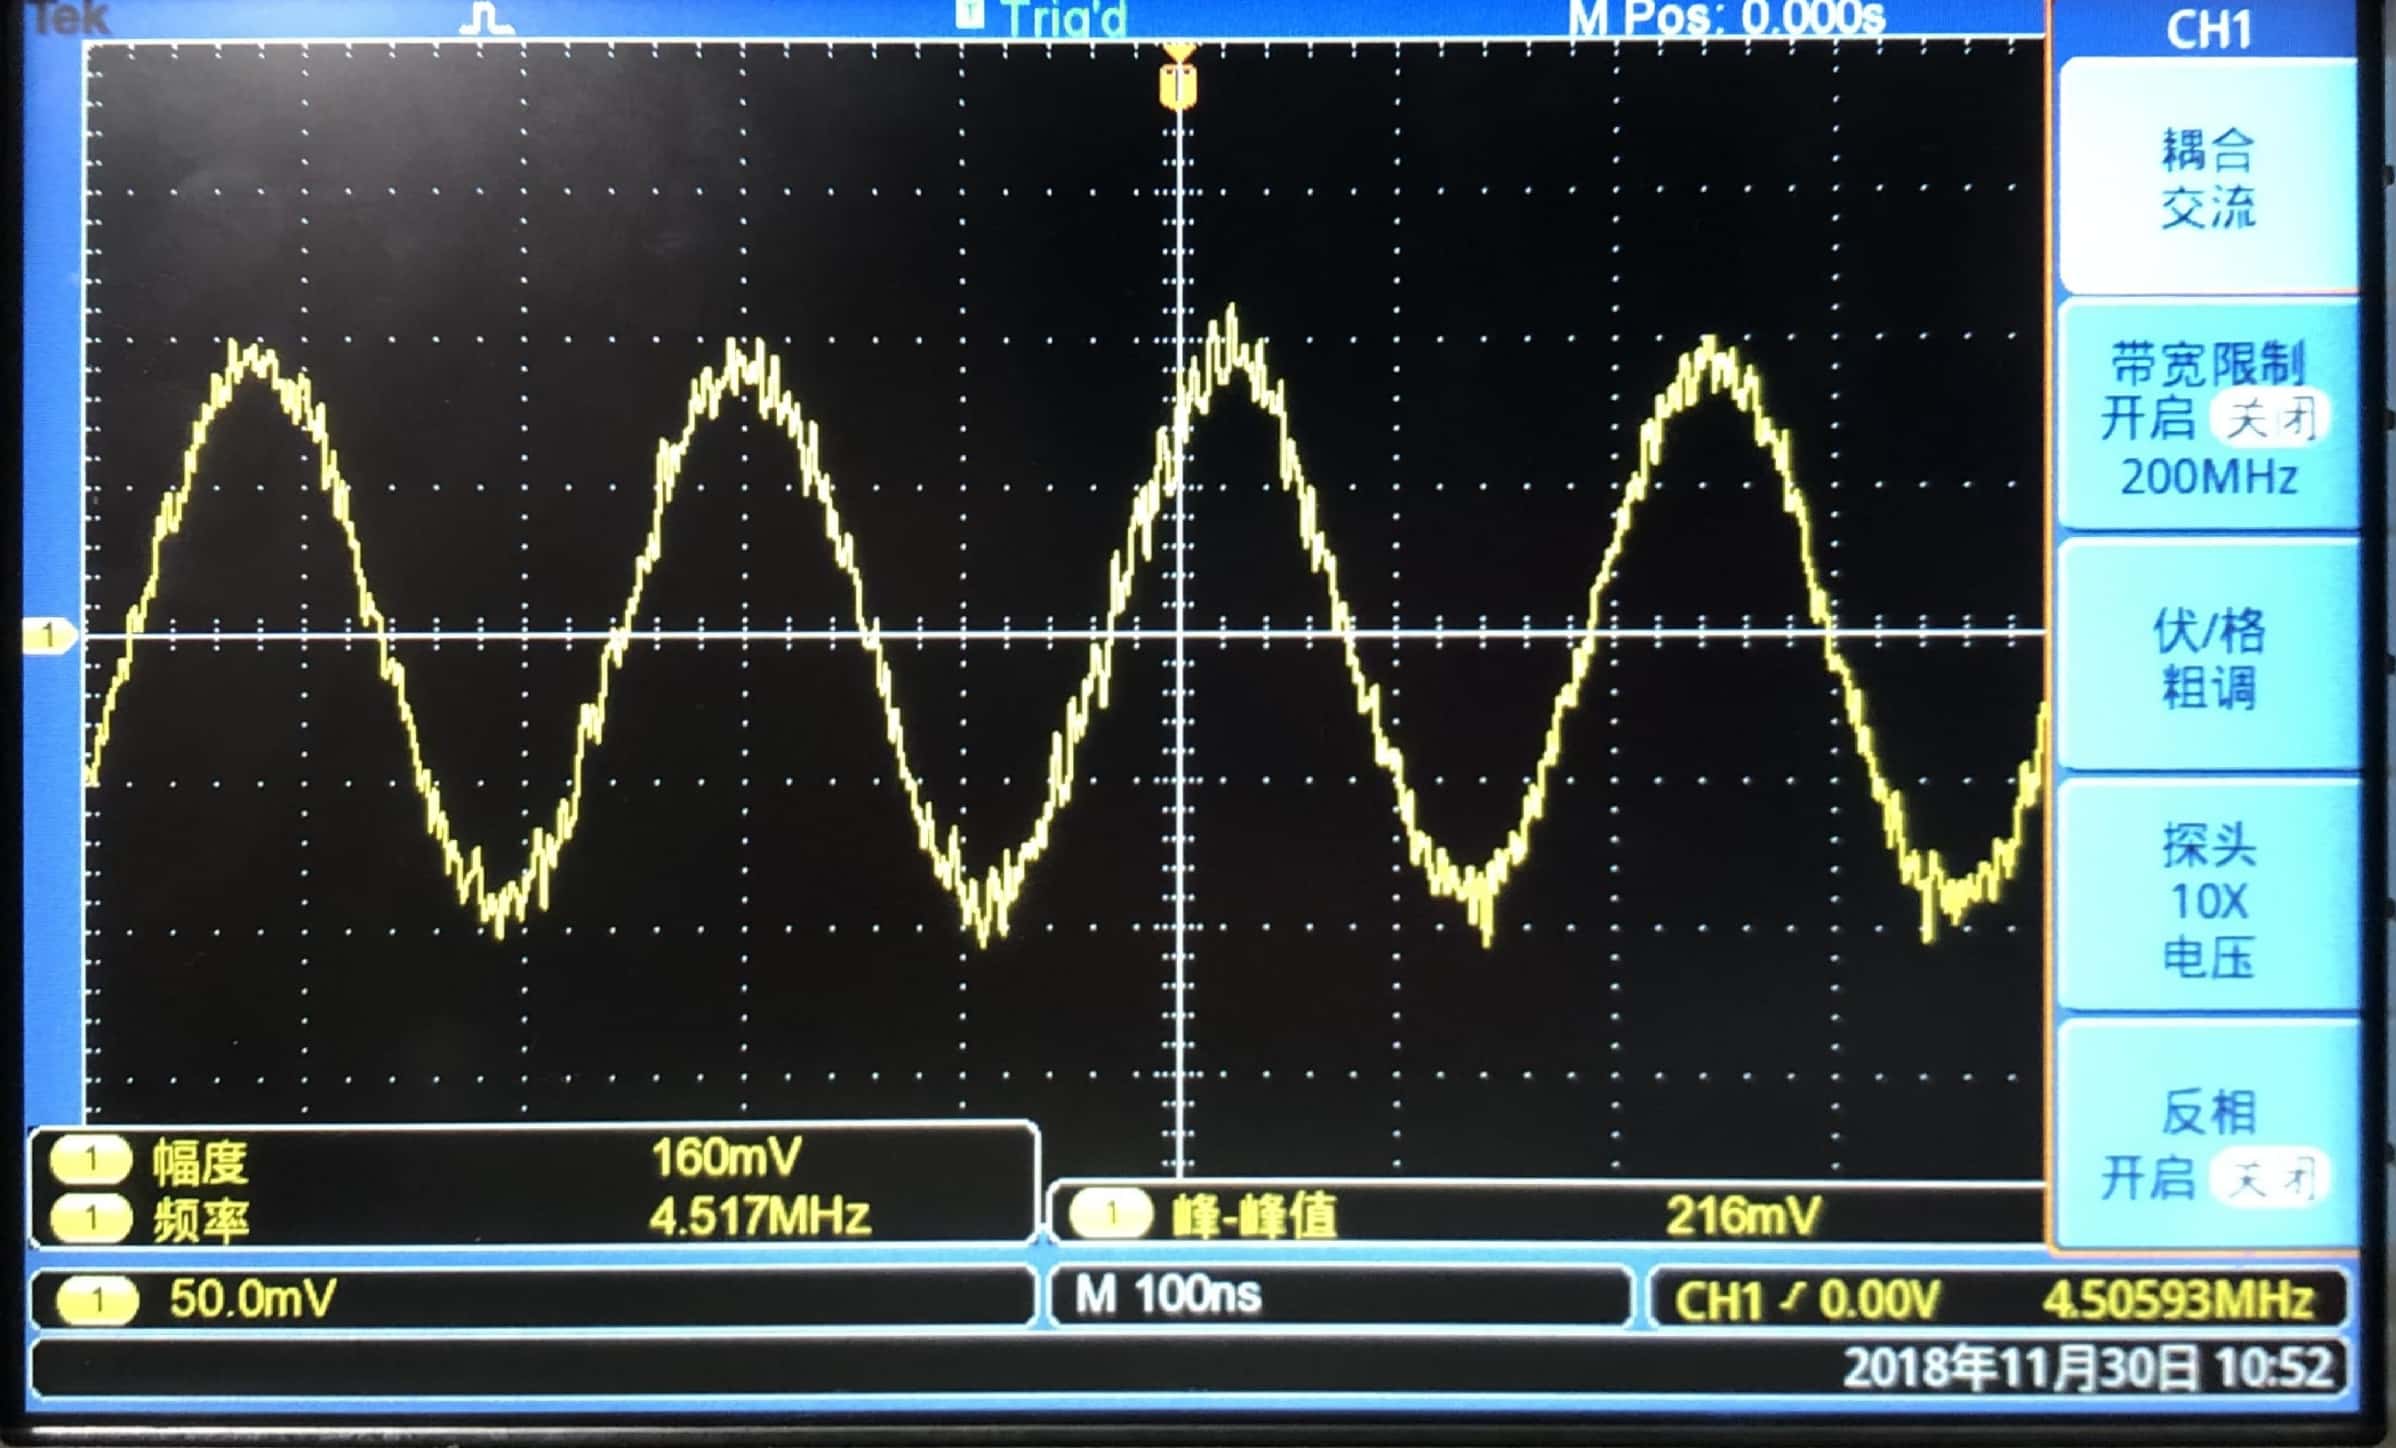 Tek
T
Trig'd
M Pos: 0.000s
CH1
T
耦合
交流
带宽限制
开启 关闭
200MHz
1
伏/格
粗调
探头
10X
电压
反相
开启 关闭
1 幅度 160mV
1 频率 4.517MHz
1 峰-峰值 216mV
1 50.0mV
M 100ns
CH1 0.00V 4.50593MHz
2018年11月30日 10:52